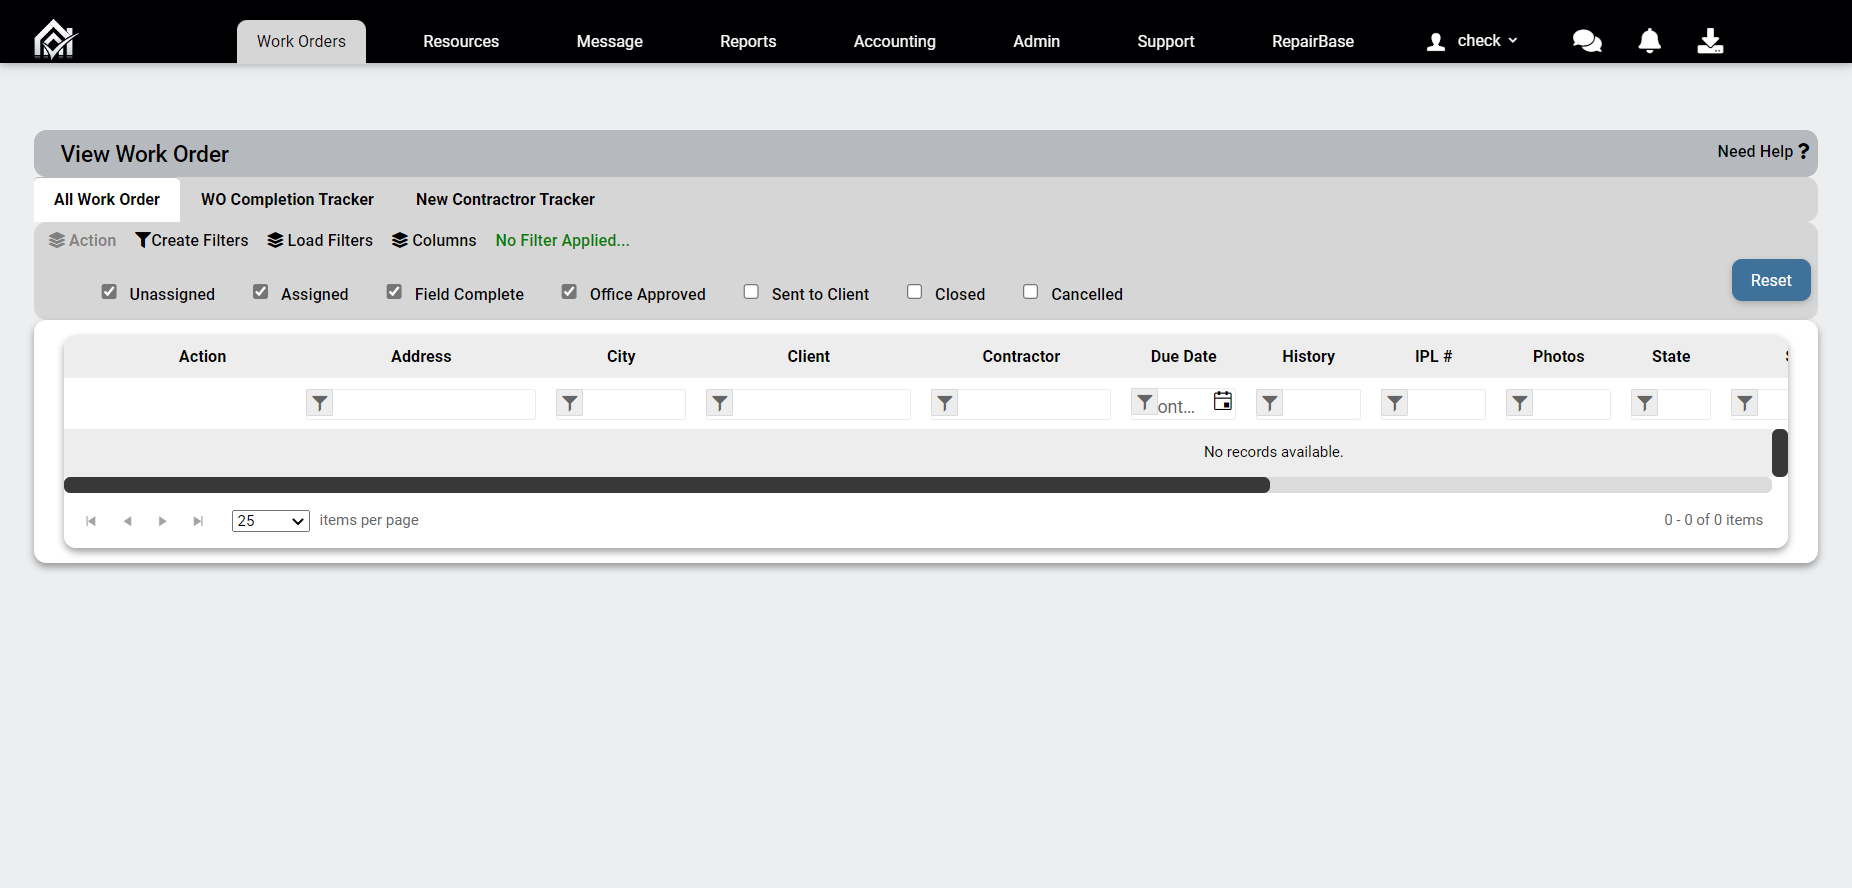 Work Orders Resources Message Reports Accounting Admin Support RepairBase check
View Work Order Need Help ?
All Work Order WO Completion Tracker New Contractror Tracker
Action Create Filters Load Filters Columns No Filter Applied...
Reset
Unassigned Assigned Field Complete Office Approved Sent to Client Closed Cancelled
Action Address City Client Contractor Due Date History IPL # Photos State
ont...
No records available.
25 items per page 0 - 0 of 0 items